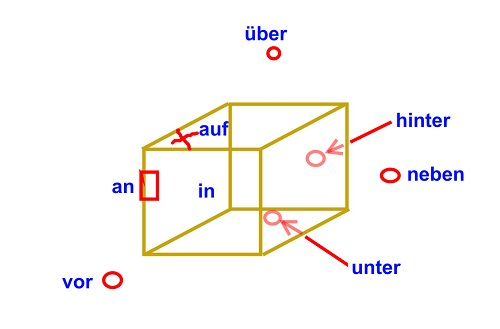 über
hinter
auf
neben
an
in
unter
vor